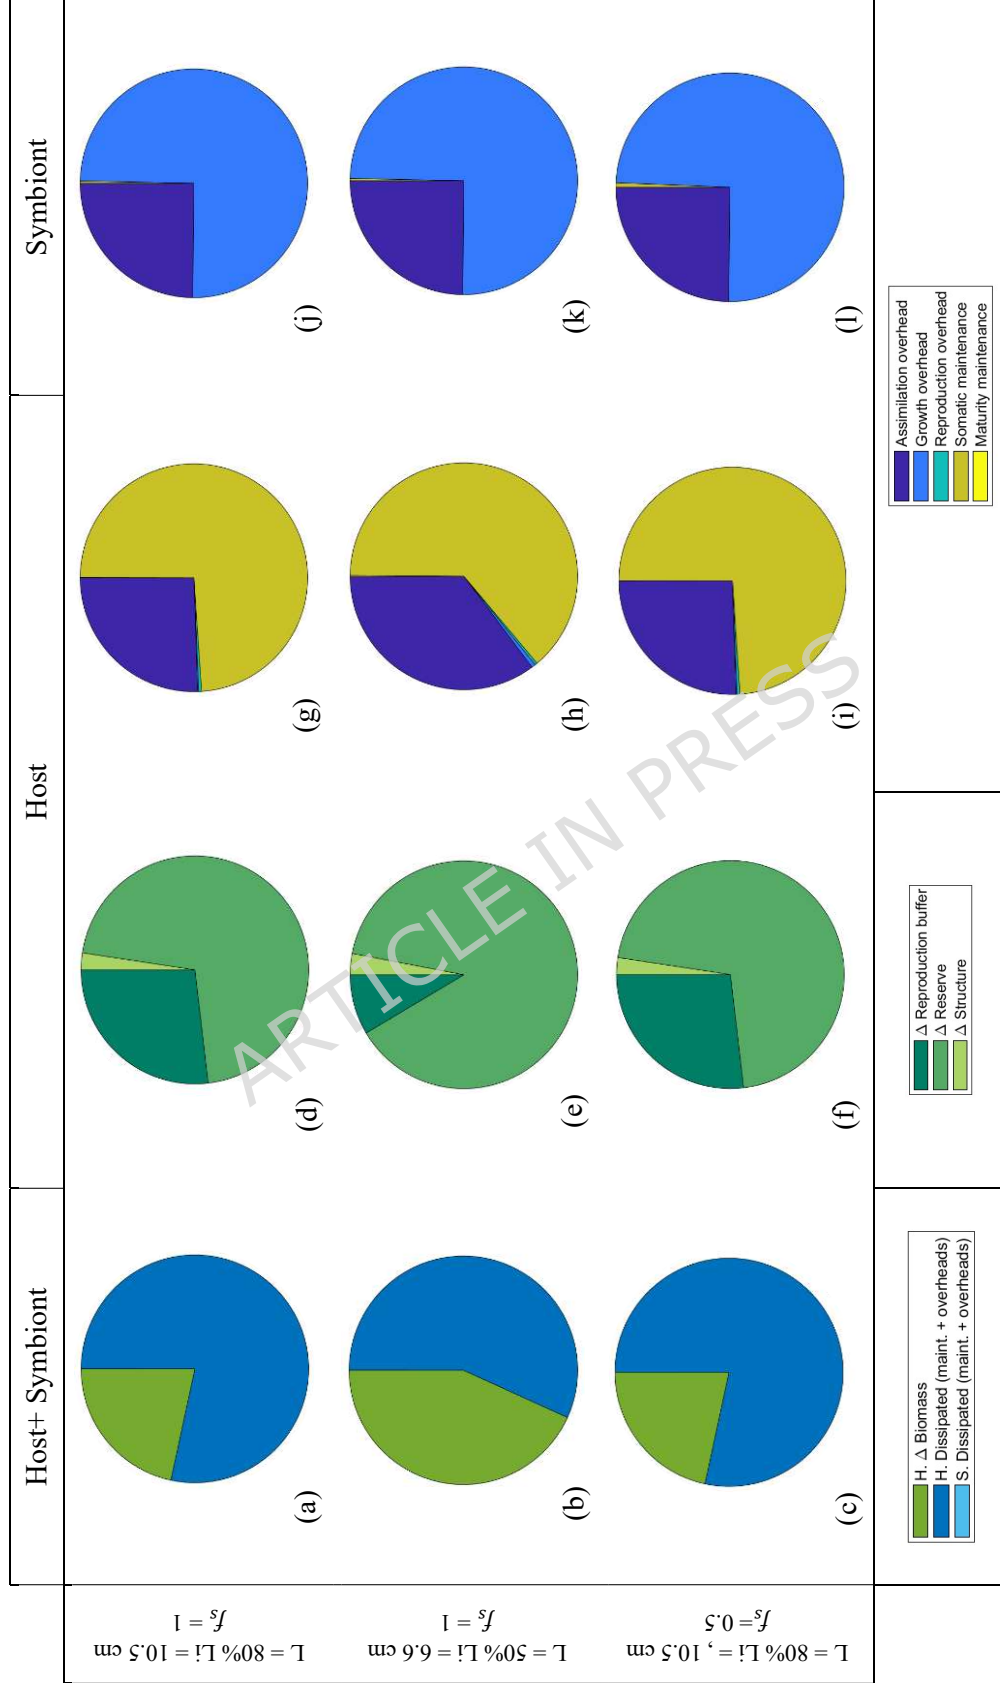 Host+ Symbiont
Host
Symbiont
L = 80% Li = 10.5 cm
fs = 1
(a)
(d)
(g)
(j)
L = 50% Li = 6.6 cm
fs = 1
(b)
(e)
(h)
(k)
L = 80% Li = , 10.5 cm
fs= 0.5
(c)
(f)
(i)
(l)
H. Δ Biomass
H. Dissipated (maint. + overheads)
S. Dissipated (maint. + overheads)
Δ Reproduction buffer
Δ Reserve
Δ Structure
Assimilation overhead
Growth overhead
Reproduction overhead
Somatic maintenance
Maturity maintenance
ARTICLE IN PRESS